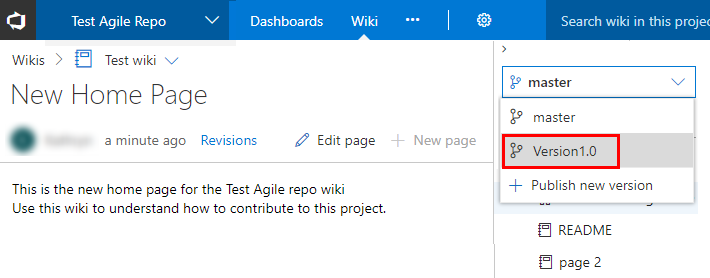 Test Agile Repo
Dashboards
Wiki
Search wiki in this projec
Wikis
Test wiki
New Home Page
a minute ago
Revisions
Edit page
New page
This is the new home page for the Test Agile repo wiki
Use this wiki to understand how to contribute to this project.
master
master
Version1.0
Publish new version
README
page 2